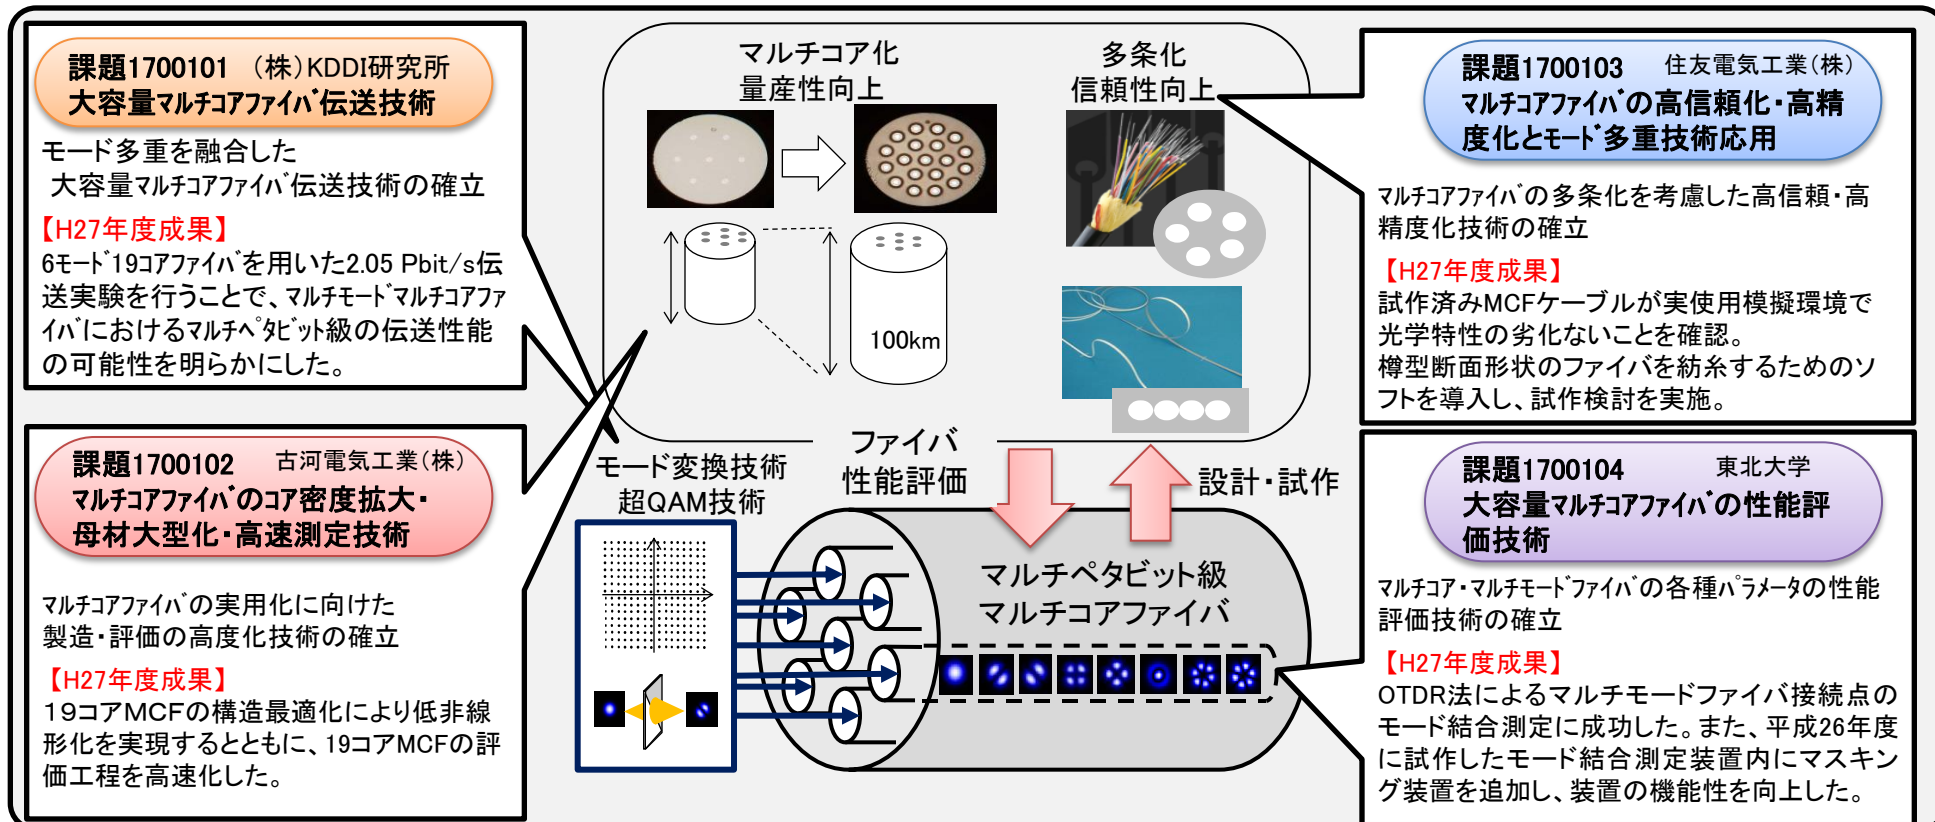 課題1700101 (株)KDDI研究所
大容量マルチコアファイバ伝送技術
モード多重を融合した
大容量マルチコアファイバ伝送技術の確立
【H27年度成果】
6モード19コアファイバを用いた2.05 Pbit/s伝
送実験を行うことで、マルチモードマルチコアファ
イバにおけるマルチペタビット級の伝送性能
の可能性を明らかにした。
課題1700102 古河電気工業(株)
マルチコアファイバのコア密度拡大・
母材大型化・高速測定技術
マルチコアファイバの実用化に向けた
製造・評価の高度化技術の確立
【H27年度成果】
19コアMCFの構造最適化により低非線
形化を実現するとともに、19コアMCFの評
価工程を高速化した。
マルチコア化
量産性向上
多条化
信頼性向上
100km
ファイバ
性能評価
設計・試作
モード変換技術
超QAM技術
マルチペタビット級
マルチコアファイバ
課題1700103 住友電気工業(株)
マルチコアファイバの高信頼化・高精
度化とモード多重技術応用
マルチコアファイバの多条化を考慮した高信頼・高
精度化技術の確立
【H27年度成果】
試作済みMCFケーブルが実使用模擬環境で
光学特性の劣化ないことを確認。
樽型断面形状のファイバを紡糸するためのソ
フトを導入し、試作検討を実施。
課題1700104 東北大学
大容量マルチコアファイバの性能評
価技術
マルチコア・マルチモードファイバの各種パラメータの性能
評価技術の確立
【H27年度成果】
OTDR法によるマルチモードファイバ接続点の
モード結合測定に成功した。また、平成26年度
に試作したモード結合測定装置内にマスキン
グ装置を追加し、装置の機能性を向上した。